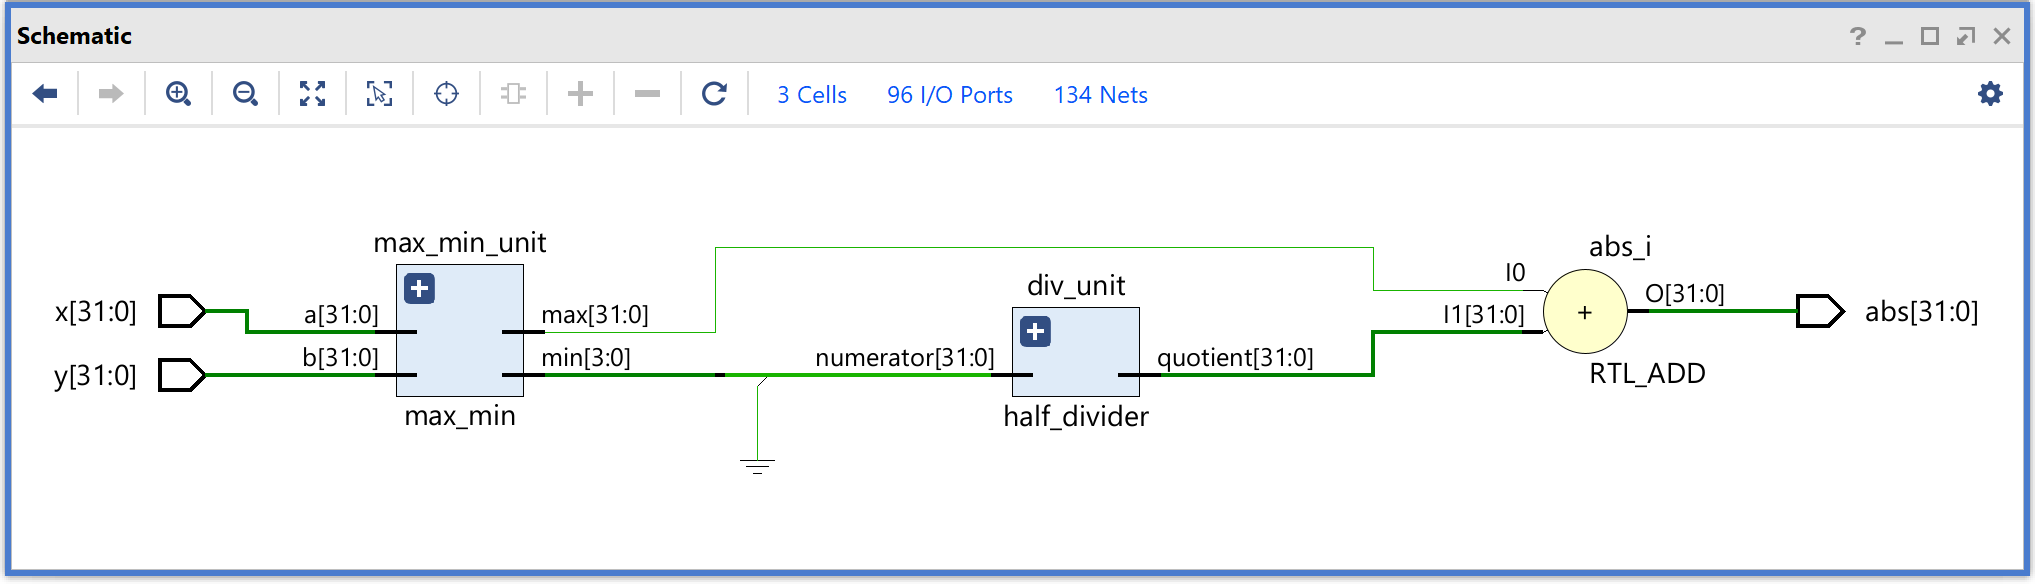 Schematic
?
3 Cells 96 I/O Ports 134 Nets
max_min_unit
abs_i
I0
div_unit
x[31:0] a[31:0] max[31:0] I1[31:0] + O[31:0] abs[31:0]
y[31:0] b[31:0] min[3:0] numerator[31:0] quotient[31:0]
RTL_ADD
max_min
half_divider